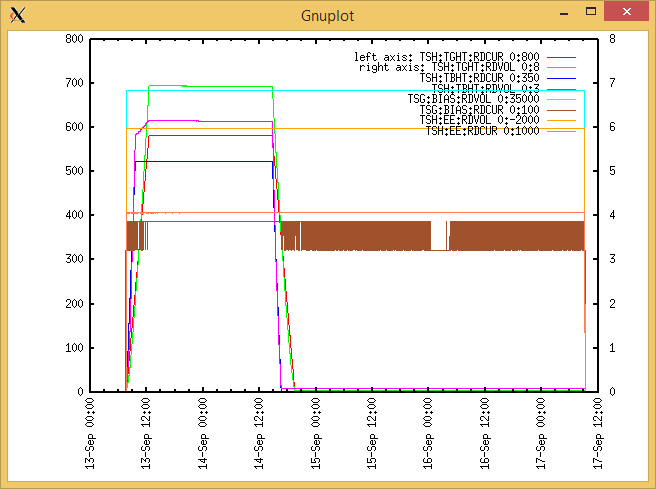 Gnuplot
left axis: TSH:TGHT:RDCUR 0:800
right axis: TSH:TGHT:RDVOL 0:8
TSH:TBHT:RDCUR 0:350
TSH:TBHT:RDVOL 0:3
TSG:BIAS:RDVOL 0:35000
TSG:BIAS:RDCUR 0:100
TSH:EE:RDVOL 0:-2000
TSH:EE:RDCUR 0:1000
800
700
600
500
400
300
200
100
0
8
7
6
5
4
3
2
1
0
13-Sep 00:00
13-Sep 12:00
14-Sep 00:00
14-Sep 12:00
15-Sep 00:00
15-Sep 12:00
16-Sep 00:00
16-Sep 12:00
17-Sep 00:00
17-Sep 12:00